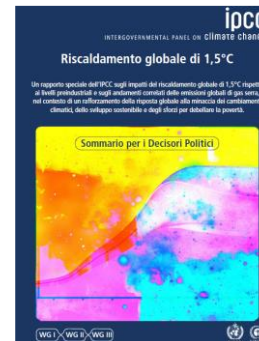 ipcc
INTERGOVERNMENTAL PANEL ON climate change
Riscaldamento globale di 1,5°C
Un rapporto speciale dell'IPCC sugli impatti del riscaldamento globale di 1,5°C rispetto
ai livelli preindustriali e sugli andamenti correlati delle emissioni globali di gas serra,
nel contesto di un rafforzamento della risposta globale alla minaccia dei cambiamenti
climatici, dello sviluppo sostenibile e degli sforzi per debellare la povertà.
Sommario per i Decisori Politici
WG I WG II WG III